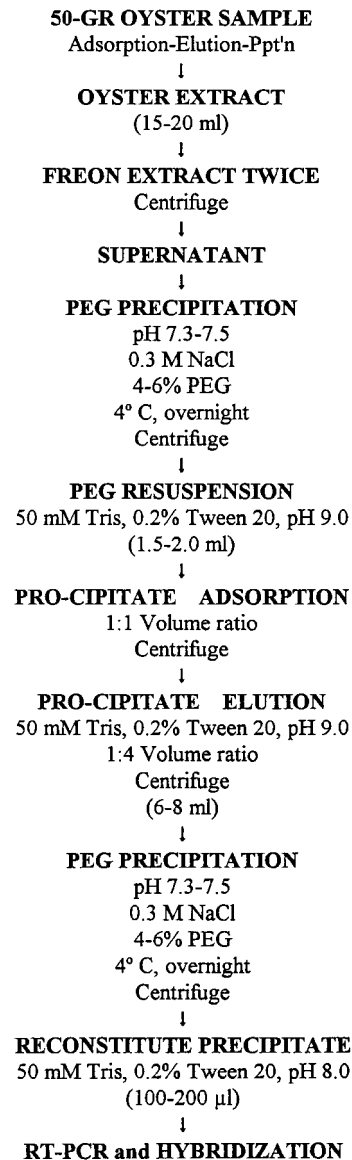 50-GR OYSTER SAMPLE
Adsorption-Elution-Ppt'n
↓
OYSTER EXTRACT
(15-20 ml)
↓
FREON EXTRACT TWICE
Centrifuge
↓
SUPERNATANT
↓
PEG PRECIPITATION
pH 7.3-7.5
0.3 M NaCl
4-6% PEG
4° C, overnight
Centrifuge
↓
PEG RESUSPENSION
50 mM Tris, 0.2% Tween 20, pH 9.0
(1.5-2.0 ml)
↓
PRO-CIPITATE ADSORPTION
1:1 Volume ratio
Centrifuge
↓
PRO-CIPITATE ELUTION
50 mM Tris, 0.2% Tween 20, pH 9.0
1:4 Volume ratio
Centrifuge
(6-8 ml)
↓
PEG PRECIPITATION
pH 7.3-7.5
0.3 M NaCl
4-6% PEG
4° C, overnight
Centrifuge
↓
RECONSTITUTE PRECIPITATE
50 mM Tris, 0.2% Tween 20, pH 8.0
(100-200 µl)
↓
RT-PCR and HYBRIDIZATION